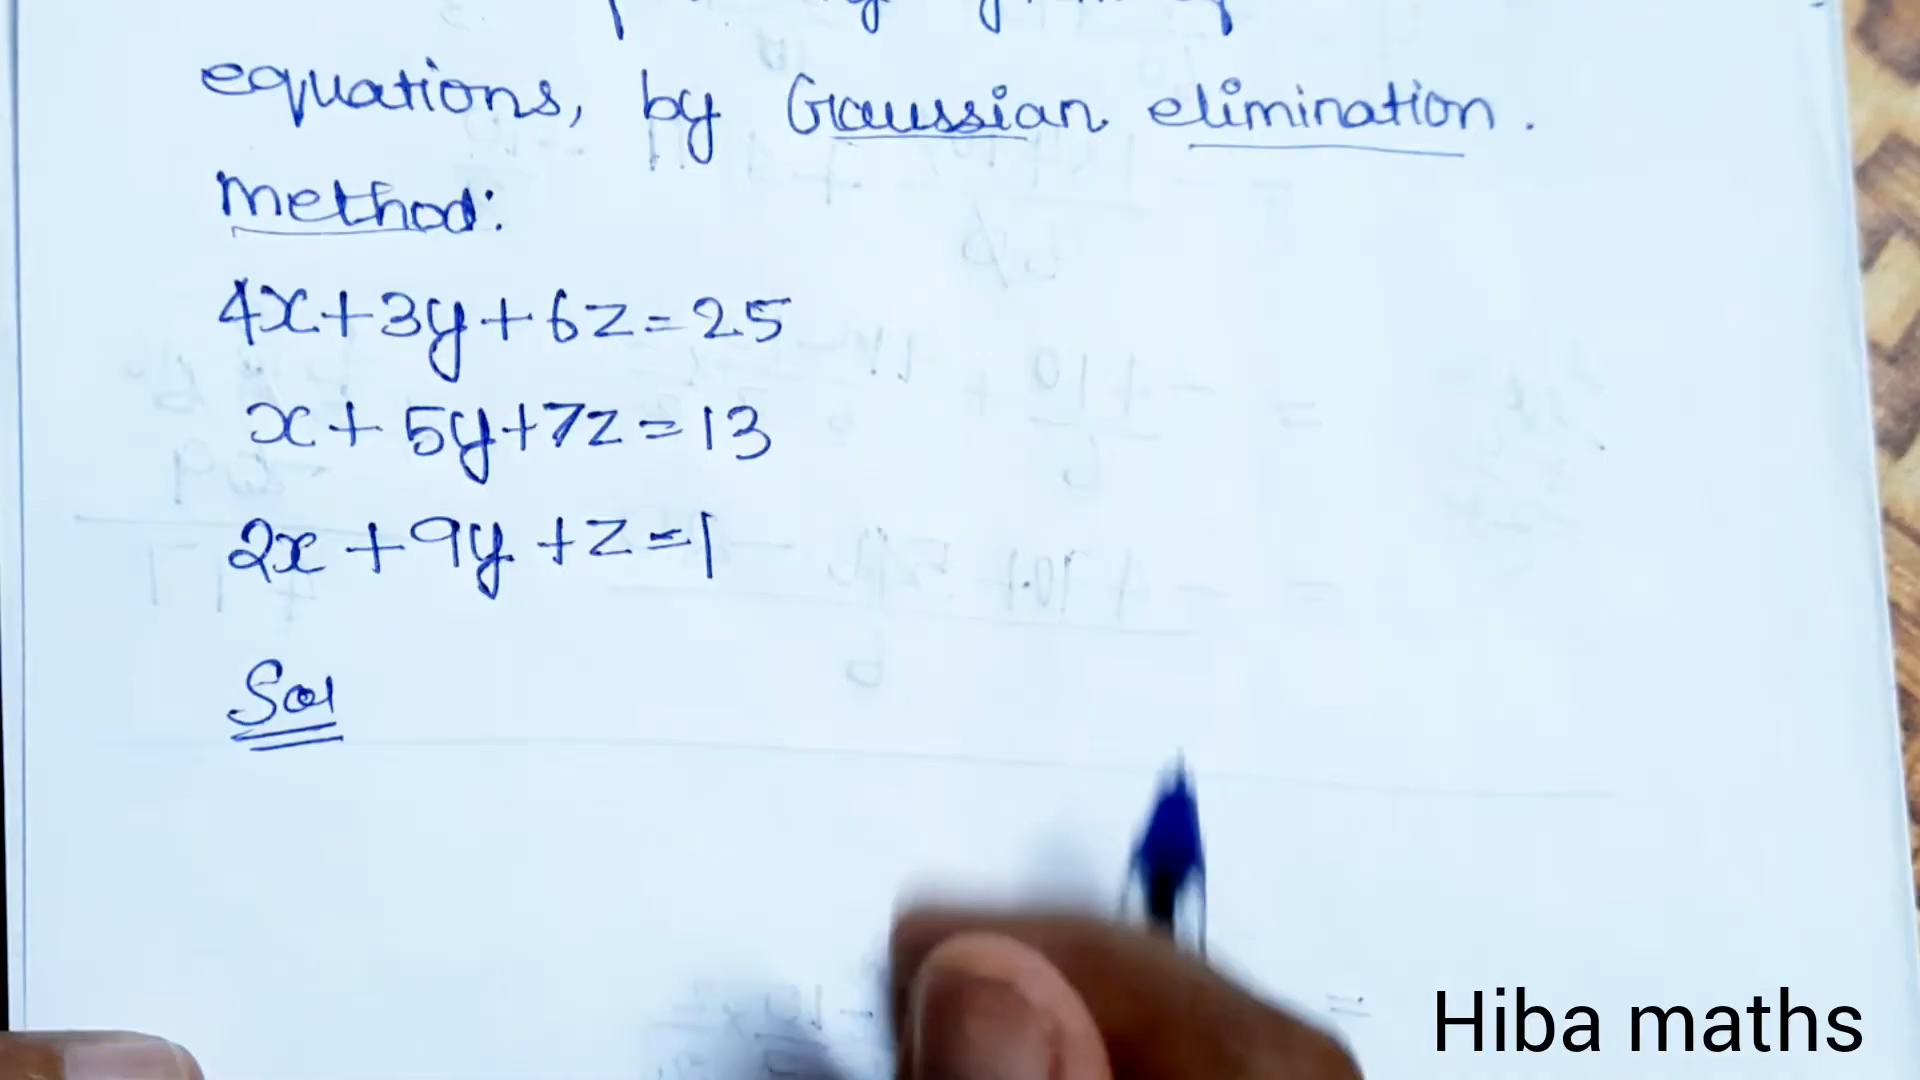 equations, by Gaussian elimination.
method:
4x+3y+6z=25
x+5y+7z=13
2x+9y+z=1
Sol
Hiba maths